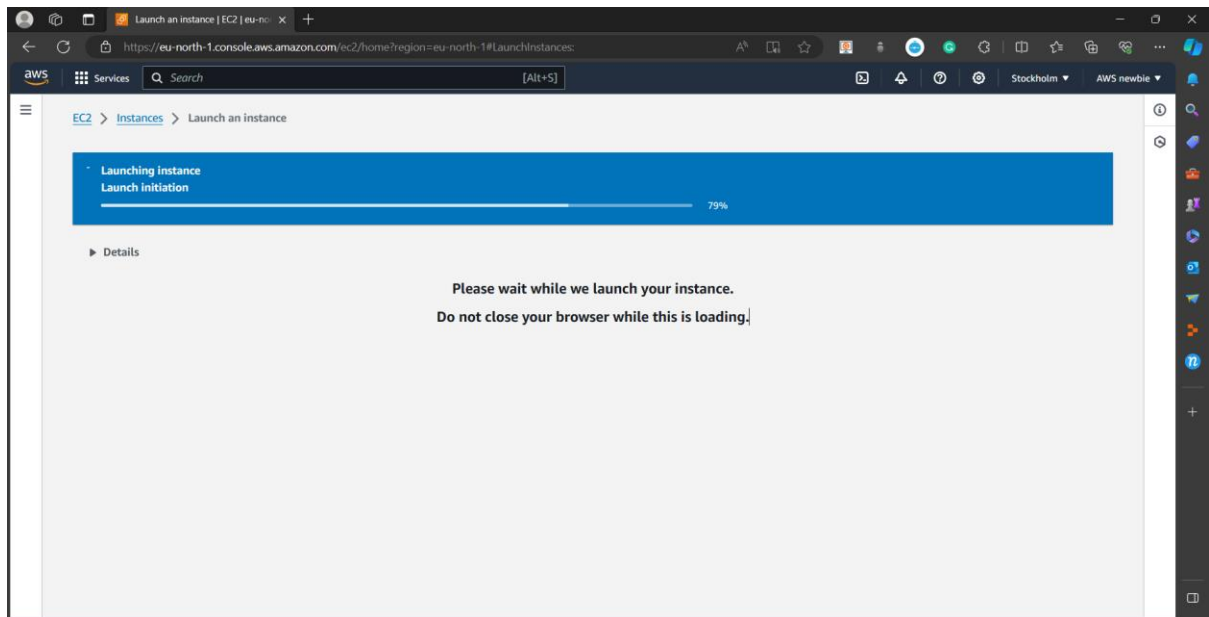 Launch an instance | EC2 | eu-no
https://eu-north-1.console.aws.amazon.com/ec2/home?region=eu-north-1#LaunchInstances:
aws
Services
Search
[Alt+S]
Stockholm
AWS newbie
EC2 > Instances > Launch an instance
Launching instance
Launch initiation
79%
Details
Please wait while we launch your instance.
Do not close your browser while this is loading.